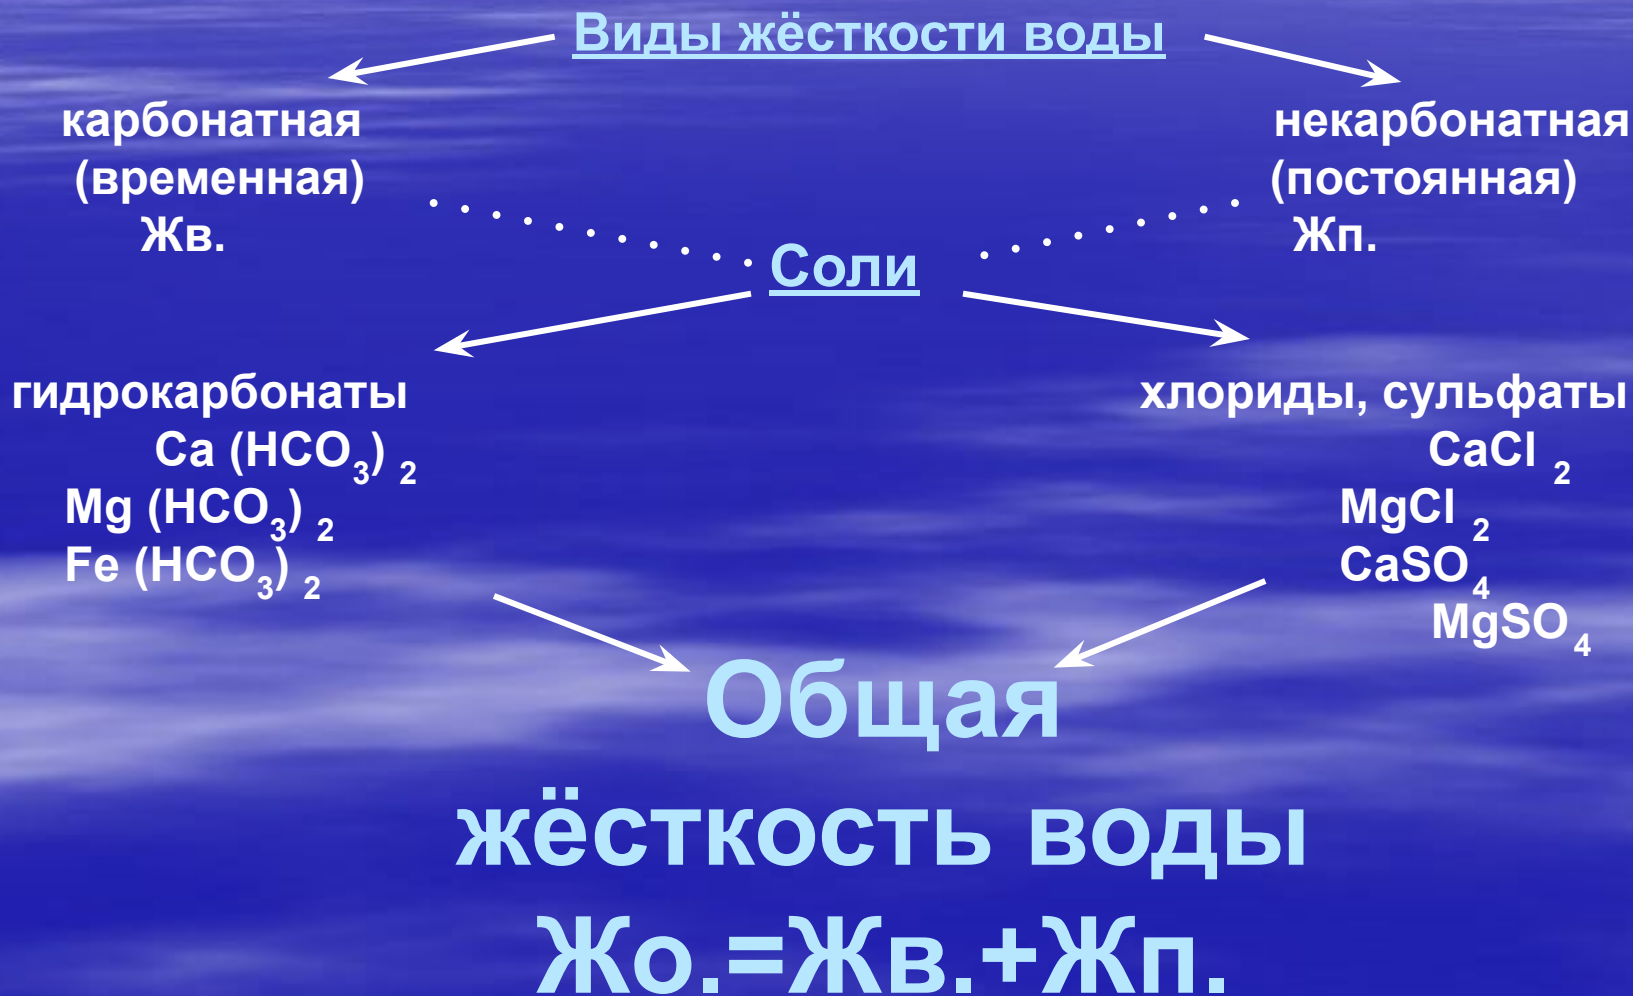 Виды жёсткости воды
карбонатная
(временная)
Жв.
некарбонатная
(постоянная)
Жп.
Соли
гидрокарбонаты
Ca (HCO3) 2
Mg (HCO3) 2
Fe (HCO3) 2
хлориды, сульфаты
CaCl 2
MgCl 2
CaSO4
MgSO4
Общая
жёсткость воды
Жо.=Жв.+Жп.